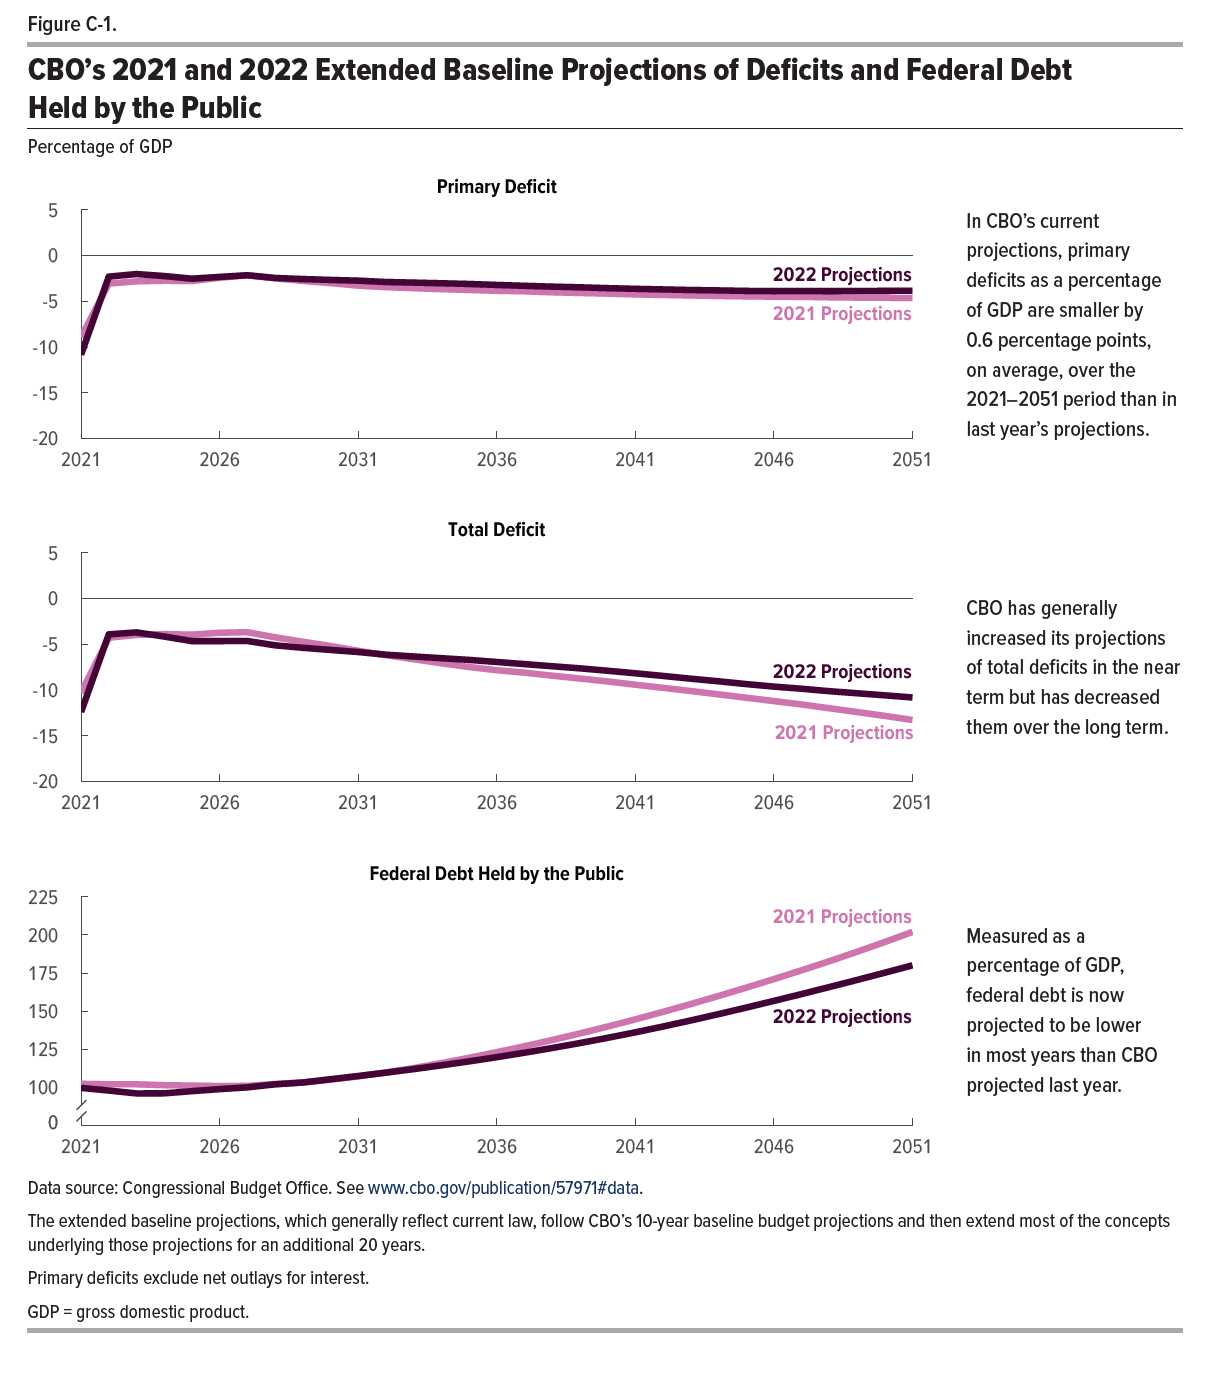 Figure C-1.
CBO’s 2021 and 2022 Extended Baseline Projections of Deficits and Federal Debt
Held by the Public
Percentage of GDP
Primary Deficit
5
0
-5
-10
-15
-20
2021 2026 2031 2036 2041 2046 2051
2022 Projections
2021 Projections
In CBO’s current
projections, primary
deficits as a percentage
of GDP are smaller by
0.6 percentage points,
on average, over the
2021–2051 period than in
last year’s projections.
Total Deficit
5
0
-5
-10
-15
-20
2021 2026 2031 2036 2041 2046 2051
2022 Projections
2021 Projections
CBO has generally
increased its projections
of total deficits in the near
term but has decreased
them over the long term.
Federal Debt Held by the Public
225
200
175
150
125
100
0
2021 2026 2031 2036 2041 2046 2051
2021 Projections
2022 Projections
Measured as a
percentage of GDP,
federal debt is now
projected to be lower
in most years than CBO
projected last year.
Data source: Congressional Budget Office. See www.cbo.gov/publication/57971#data.
The extended baseline projections, which generally reflect current law, follow CBO’s 10-year baseline budget projections and then extend most of the concepts
underlying those projections for an additional 20 years.
Primary deficits exclude net outlays for interest.
GDP = gross domestic product.